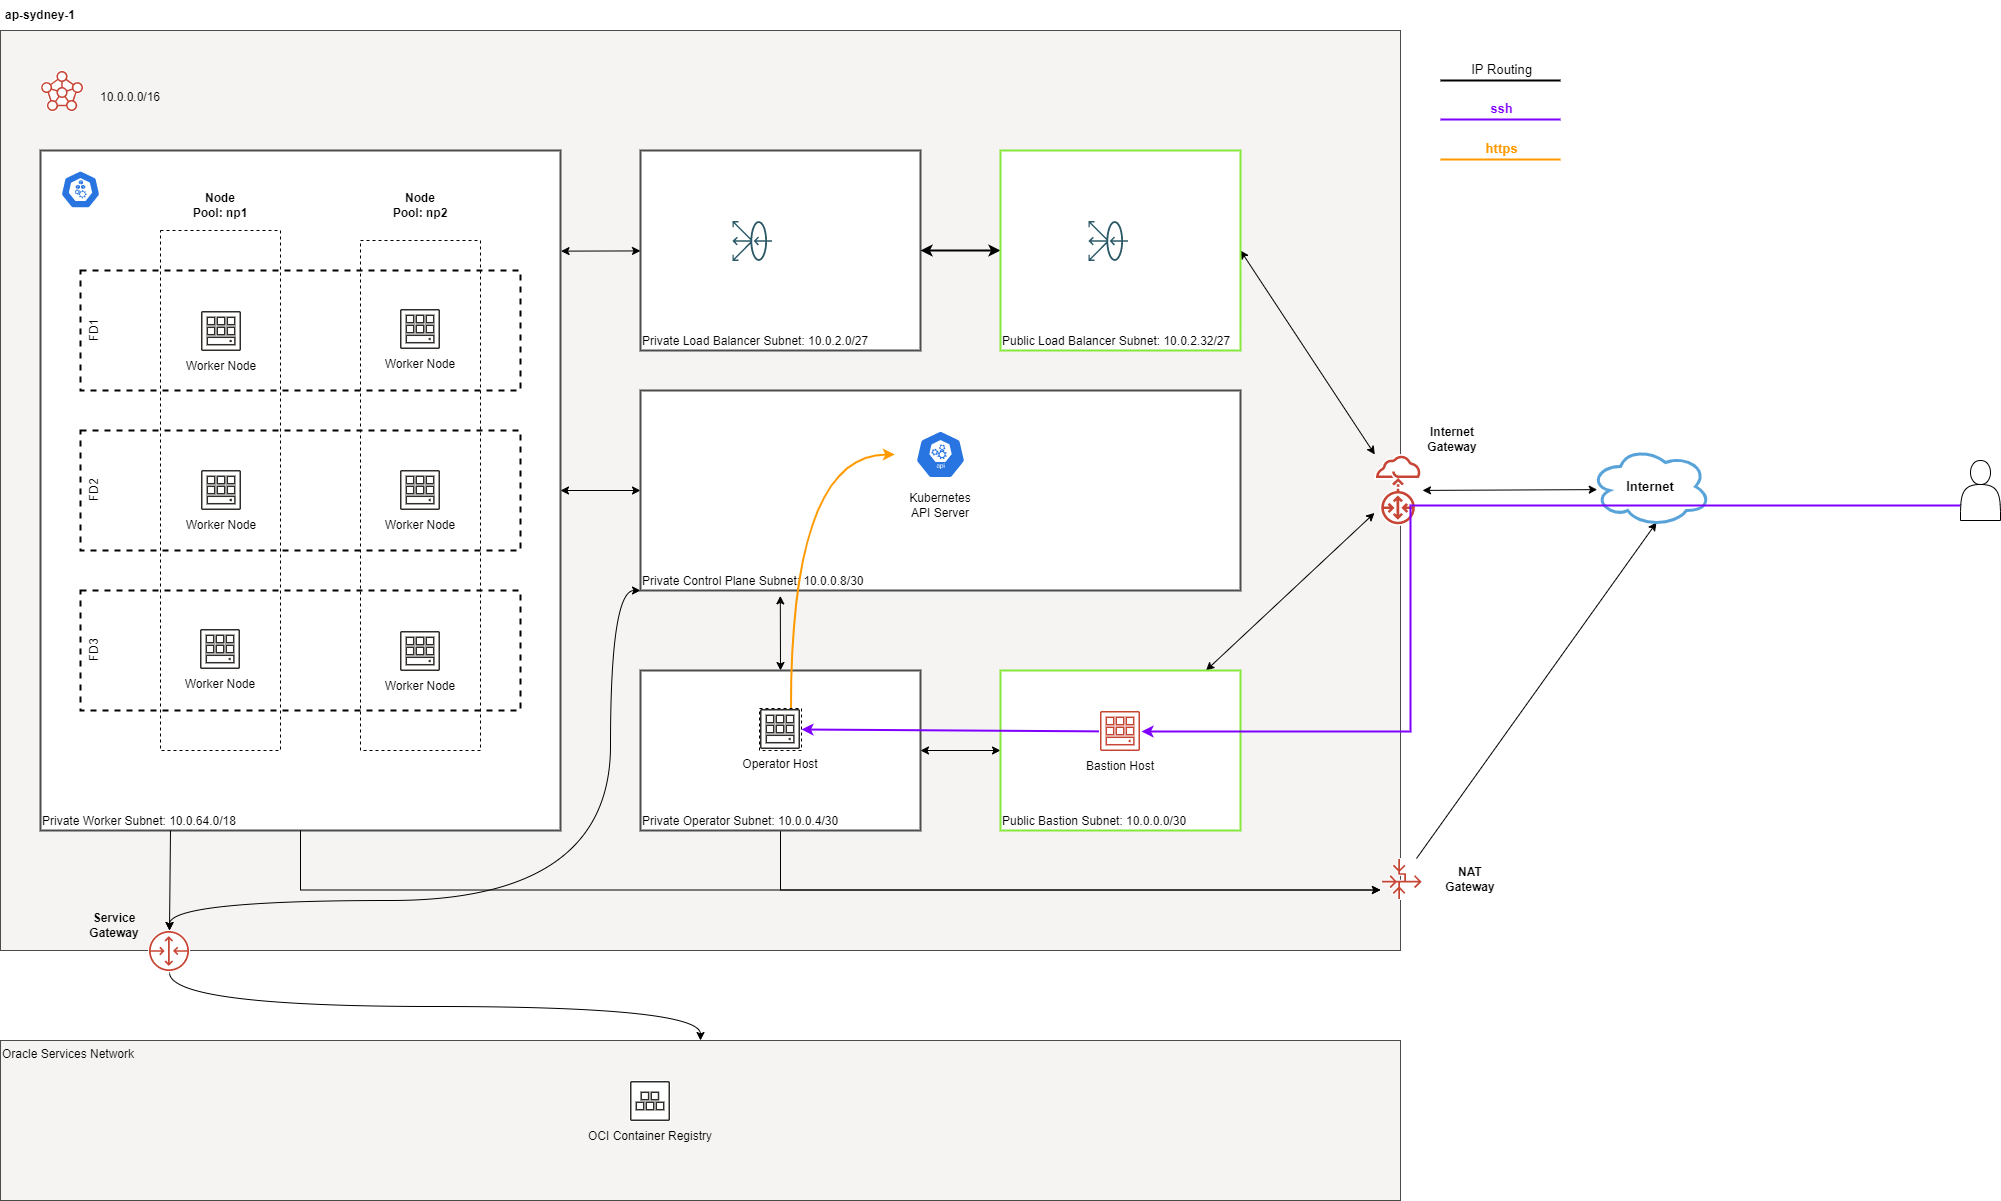 ap-sydney-1
10.0.0.0/16
IP Routing
ssh
https
Node
Pool: np1
Node
Pool: np2
FD1
Worker Node
Worker Node
FD2
Worker Node
Worker Node
FD3
Worker Node
Worker Node
Private Worker Subnet: 10.0.64.0/18
Private Load Balancer Subnet: 10.0.2.0/27
Public Load Balancer Subnet: 10.0.2.32/27
api
Kubernetes
API Server
Private Control Plane Subnet: 10.0.0.8/30
Internet
Gateway
Internet
Operator Host
Private Operator Subnet: 10.0.0.4/30
Bastion Host
Public Bastion Subnet: 10.0.0.0/30
NAT
Gateway
Service
Gateway
Oracle Services Network
OCI Container Registry